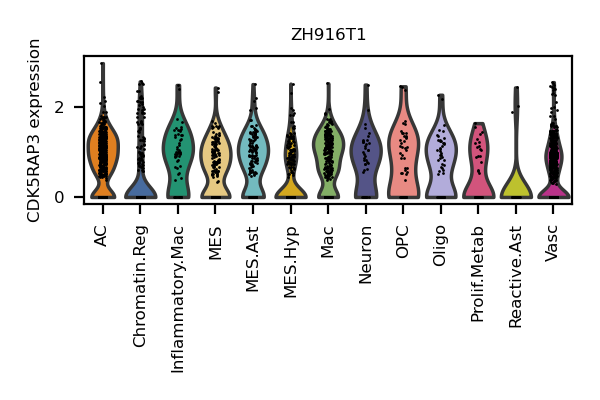 ZH916T1
CDK5RAP3 expression
2
0
AC
Chromatin.Reg
Inflammatory.Mac
MES
MES.Ast
MES.Hyp
Mac
Neuron
OPC
Oligo
Prolif.Metab
Reactive.Ast
Vasc